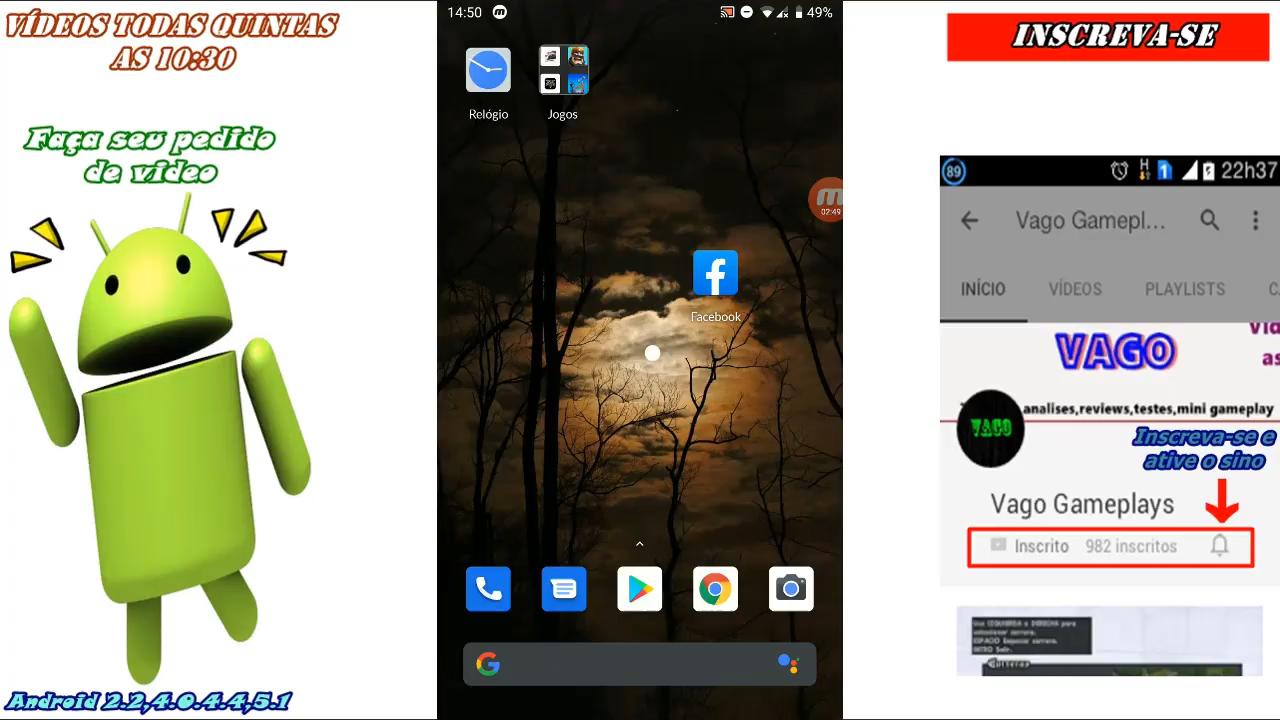 VÍDEOS TODAS QUINTAS
AS 10:30
Faça seu pedido
de video
Android 2.2,4.0.4.4,5.1
14:50
49%
Relógio
Jogos
02:49
Facebook
INSCREVA-SE
89
H
1
22h37
Vago Gamepl...
INÍCIO
VÍDEOS
PLAYLISTS
VAGO
analises,reviews,testes,mini gameplay
VAGO
Inscreva-se e
ative o sino
Vago Gameplays
Inscrito 982 inscritos